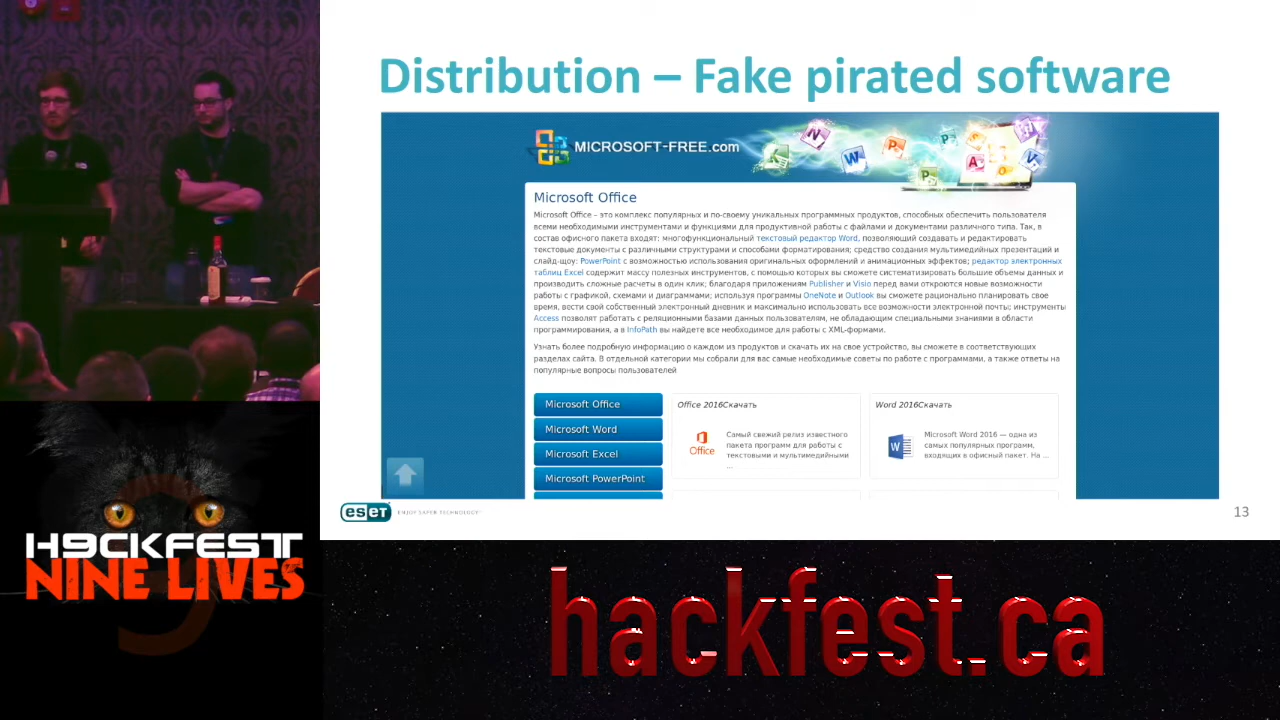 Distribution – Fake pirated software
MICROSOFT-FREE.com
Microsoft Office
Microsoft Office – это комплекс популярных и по-своему уникальных программных продуктов, способных обеспечить пользователя
всеми необходимыми инструментами и функциями для продуктивной работы с файлами и документами различного типа. Так, в
состав офисного пакета входят: многофункциональный текстовый редактор Word, позволяющий создавать и редактировать
текстовые документы с различными структурами и способами форматирования; средство создания мультимедийных презентаций и
слайд-шоу: PowerPoint с возможностью использования оригинальных оформлений и анимационных эффектов; редактор электронных
таблиц Excel содержит массу полезных инструментов, с помощью которых вы сможете систематизировать большие объемы данных и
производить сложные расчеты в один клик; благодаря приложениям Publisher и Visio перед вами откроются новые возможности
работы с графикой, схемами и диаграммами; используя программы OneNote и Outlook вы сможете рационально планировать свое
время, вести свой собственный электронный дневник и максимально использовать все возможности электронной почты; инструменты
Access позволят работать с реляционными базами данных пользователям, не обладающим специальными знаниями в области
программирования, а в InfoPath вы найдете все необходимое для работы с XML-формами.
Узнать более подробную информацию о каждом из продуктов и скачать их на свое устройство, вы сможете в соответствующих
разделах сайта. В отдельной категории мы собрали для вас самые необходимые советы по работе с программами, а также ответы на
популярные вопросы пользователей
Microsoft Office
Microsoft Word
Microsoft Excel
Microsoft PowerPoint
Office 2016Скачать
Office
Самый свежий релиз известного
пакета программ для работы с
текстовыми и мультимедийными
...
Word 2016Скачать
Microsoft Word 2016 — одна из
самых популярных программ,
входящих в офисный пакет. На ...
eset
ENJOY SAFER TECHNOLOGY™
13
H9CKFEST
NINE LIVES
9
hackfest.ca